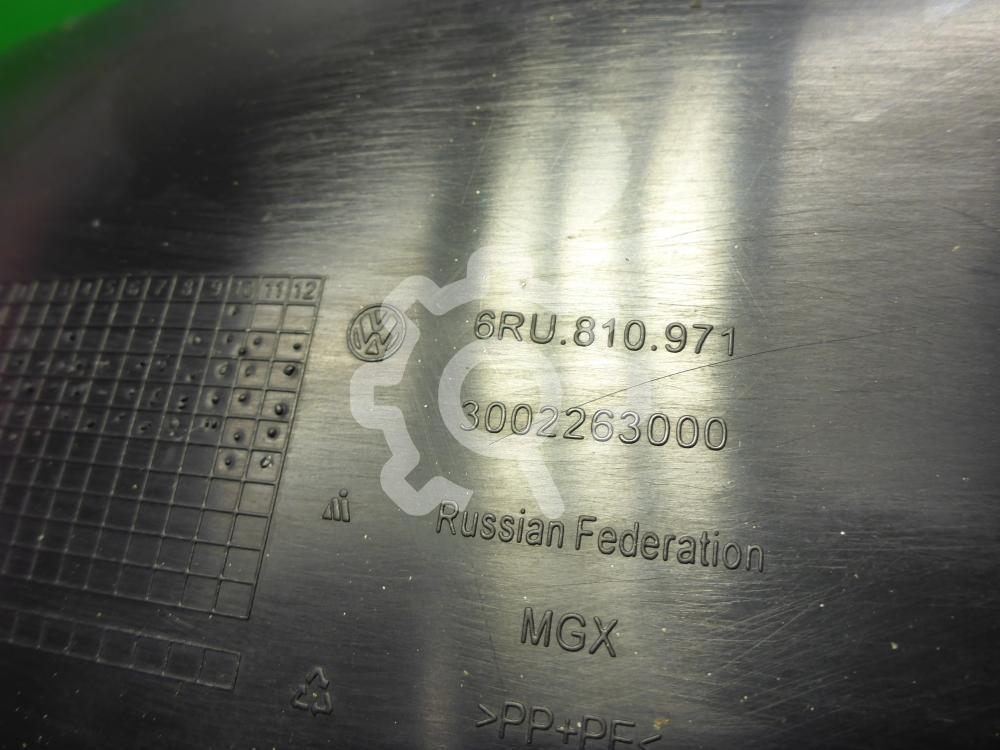 1 2 3 4 5 6 7 8 9 10 11 12
6RU.810.971
3002263000
Russian Federation
MGX
>PP+PE<